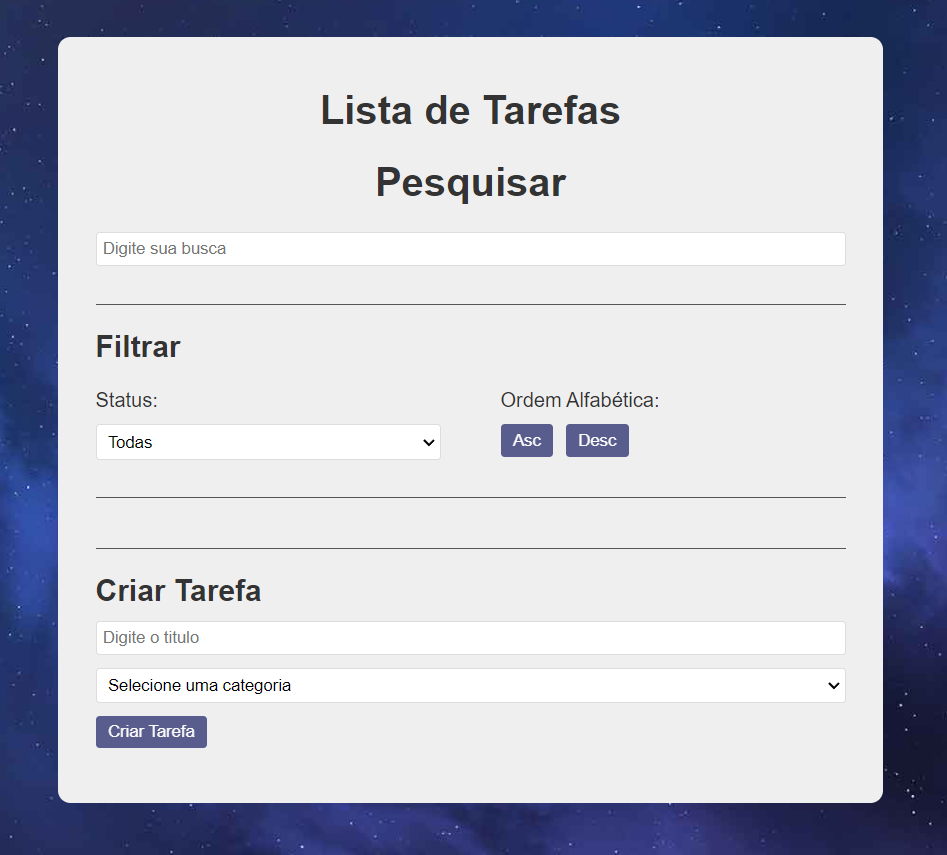 Lista de Tarefas
Pesquisar
Digite sua busca
Filtrar
Status:
Ordem Alfabética:
Todas
Asc
Desc
Criar Tarefa
Digite o titulo
Selecione uma categoria
Criar Tarefa